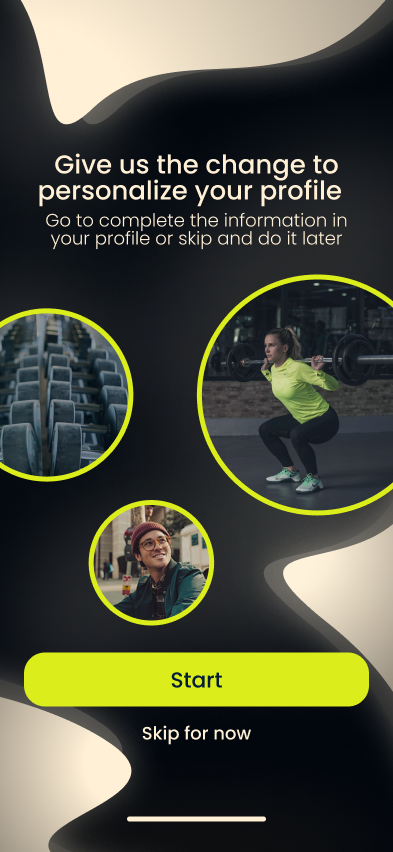 Give us the change to
personalize your profile
Go to complete the information in
your profile or skip and do it later
Start
Skip for now